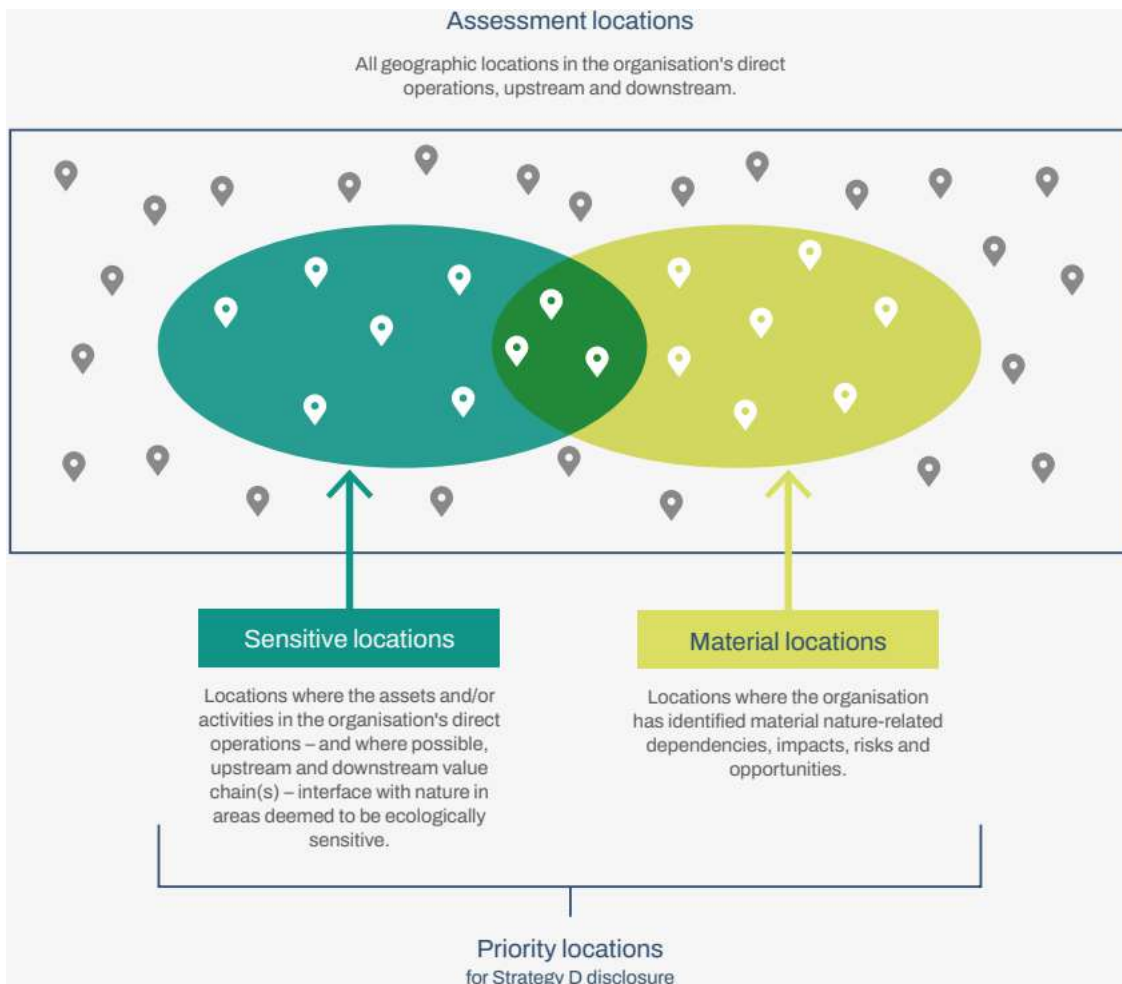 Assessment locations
All geographic locations in the organisation's direct
operations, upstream and downstream.
Sensitive locations
Locations where the assets and/or
activities in the organisation's direct
operations – and where possible,
upstream and downstream value
chain(s) – interface with nature in
areas deemed to be ecologically
sensitive.
Material locations
Locations where the organisation
has identified material nature-related
dependencies, impacts, risks and
opportunities.
Priority locations
for Strategy D disclosure